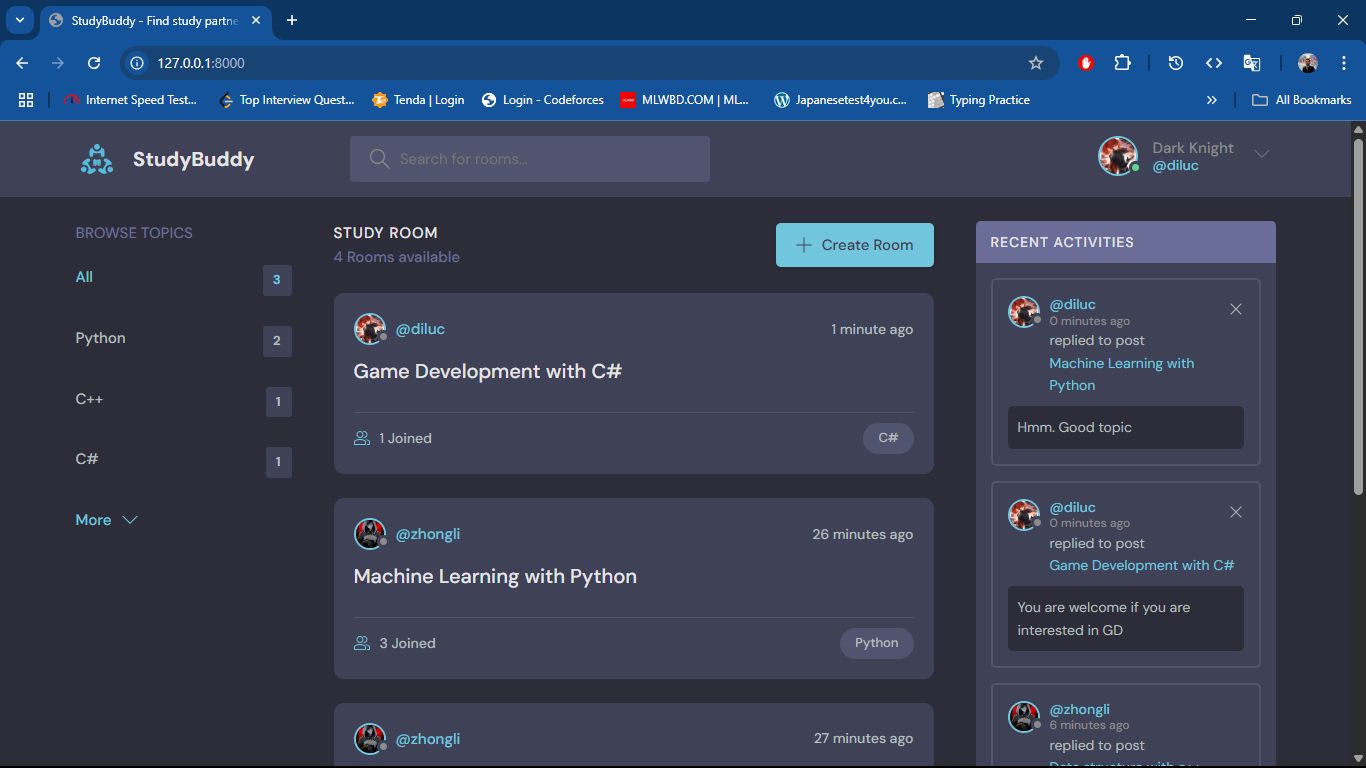 StudyBuddy - Find study partne
127.0.0.1:8000
Internet Speed Test...
Top Interview Quest...
Tenda | Login
Login - Codeforces
MLWBD.COM | ML...
Japanesetest4you.c...
Typing Practice
»
All Bookmarks
StudyBuddy
Search for rooms...
Dark Knight
@diluc
BROWSE TOPICS
All
3
Python
2
C++
1
C#
1
More
STUDY ROOM
4 Rooms available
Create Room
@diluc
1 minute ago
Game Development with C#
1 Joined
C#
@zhongli
26 minutes ago
Machine Learning with Python
3 Joined
Python
@zhongli
27 minutes ago
RECENT ACTIVITIES
@diluc
0 minutes ago
replied to post
Machine Learning with
Python
Hmm. Good topic
@diluc
0 minutes ago
replied to post
Game Development with C#
You are welcome if you are
interested in GD
@zhongli
6 minutes ago
replied to post
Data structure with c++